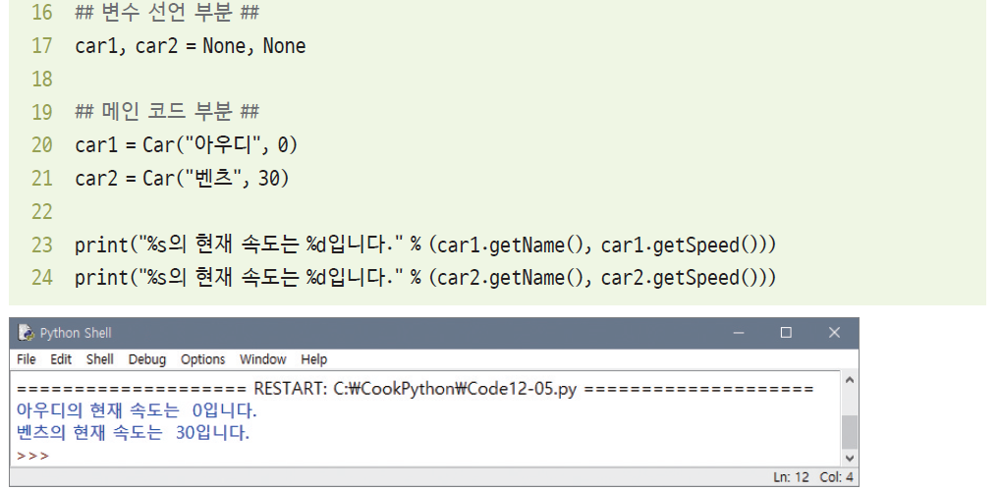 16 ## 변수 선언 부분 ##
17 car1, car2 = None, None
18
19 ## 메인 코드 부분 ##
20 car1 = Car("아우디", 0)
21 car2 = Car("벤츠", 30)
22
23 print("%s의 현재 속도는 %d입니다." % (car1.getName(), car1.getSpeed()))
24 print("%s의 현재 속도는 %d입니다." % (car2.getName(), car2.getSpeed()))
Python Shell
File Edit Shell Debug Options Window Help
==================== RESTART: C:₩CookPython₩Code12-05.py ====================
아우디의 현재 속도는  0입니다.
벤츠의 현재 속도는  30입니다.
>>>
Ln: 12 Col: 4